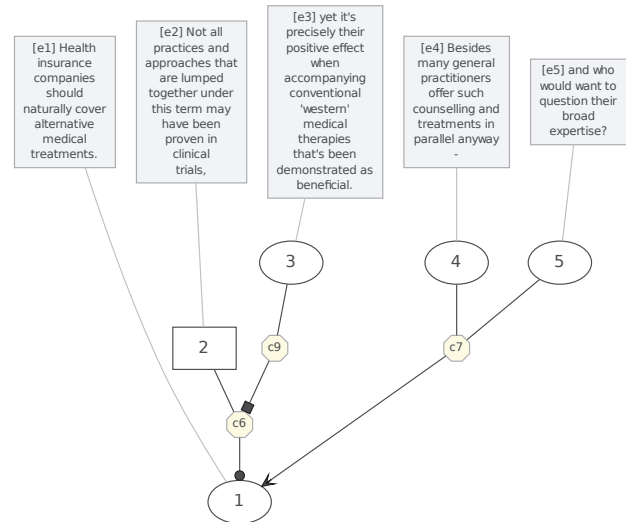 [e1] Health
insurance
companies
should
naturally cover
alternative
medical
treatments.
[e2] Not all
practices and
approaches that
are lumped
together under
this term may
have been
proven in
clinical
trials,
[e3] yet it's
precisely their
positive effect
when
accompanying
conventional
'western'
medical
therapies
that's been
demonstrated as
beneficial.
[e4] Besides
many general
practitioners
offer such
counselling and
treatments in
parallel anyway
-
[e5] and who
would want to
question their
broad
expertise?
3
4
5
2
c9
c7
c6
1